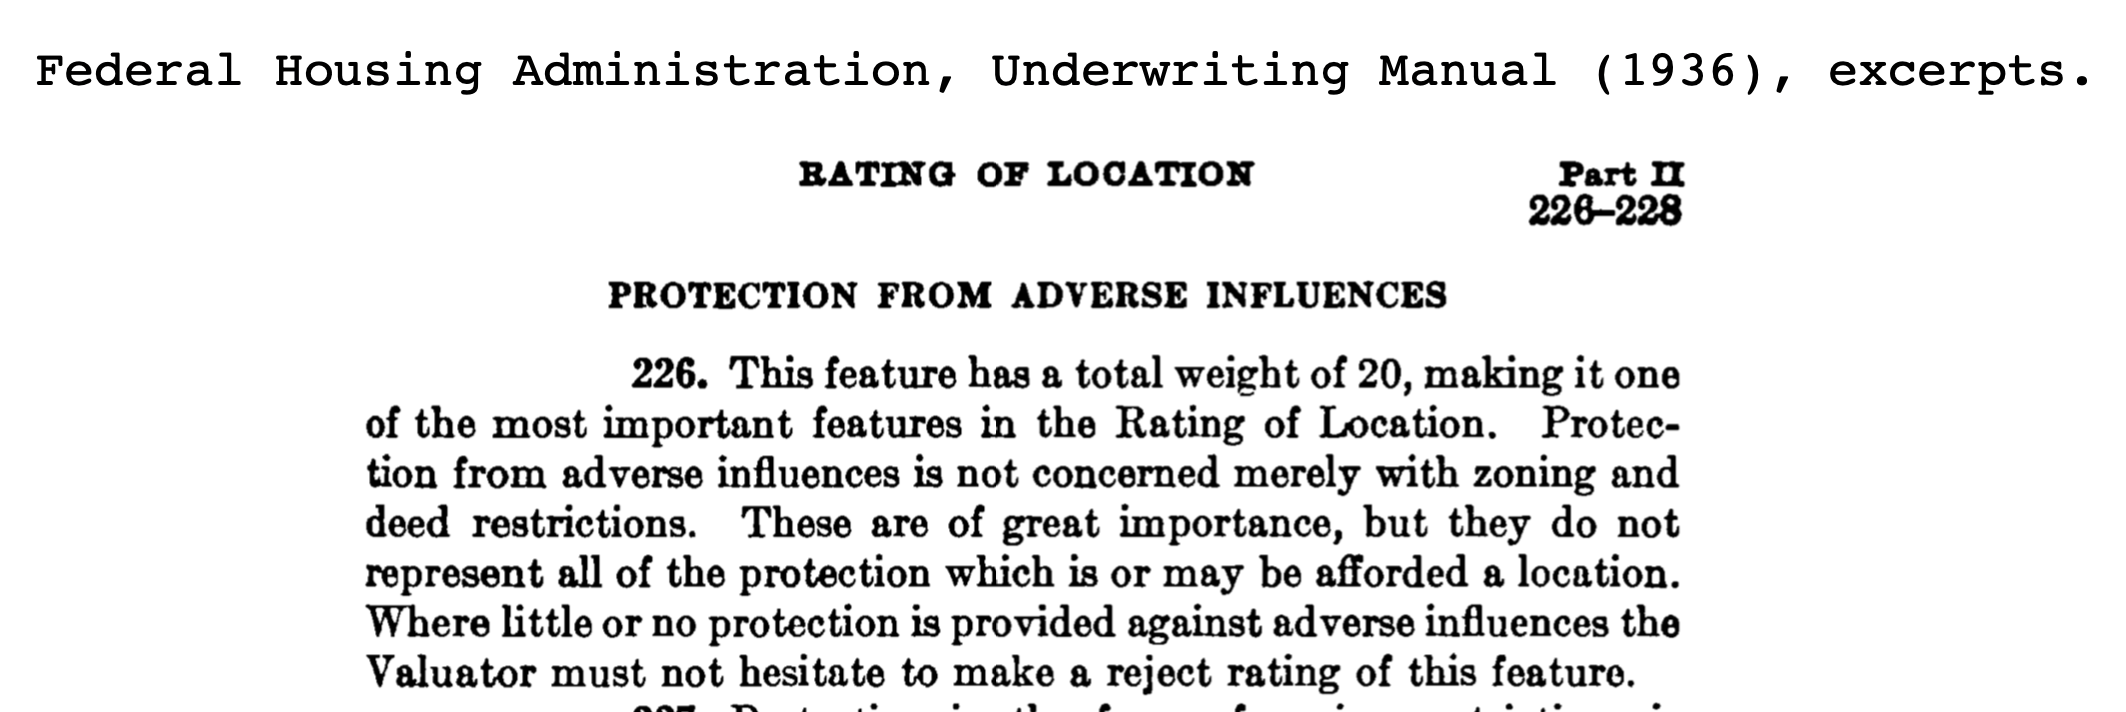 Federal Housing Administration, Underwriting Manual (1936), excerpts.
RATING OF LOCATION
Part II
226–228
PROTECTION FROM ADVERSE INFLUENCES
226. This feature has a total weight of 20, making it one
of the most important features in the Rating of Location. Protec-
tion from adverse influences is not concerned merely with zoning and
deed restrictions. These are of great importance, but they do not
represent all of the protection which is or may be afforded a location.
Where little or no protection is provided against adverse influences the
Valuator must not hesitate to make a reject rating of this feature.